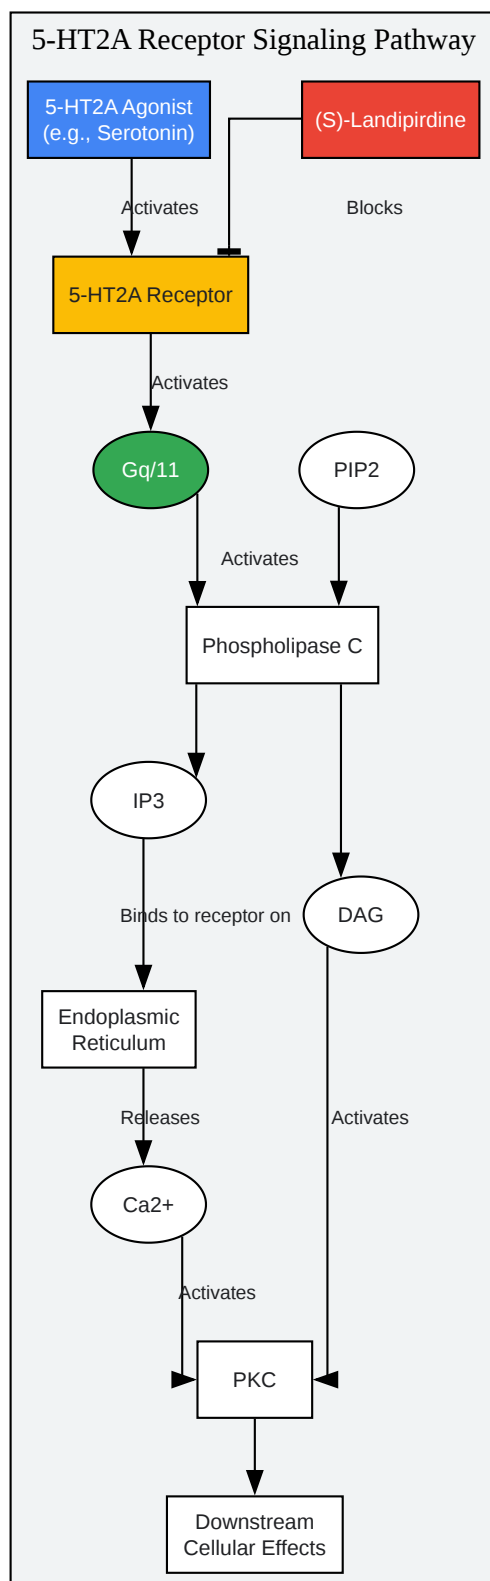 5-HT2A Receptor Signaling Pathway
5-HT2A Agonist
(e.g., Serotonin)
(S)-Landipirdine
Activates
Blocks
5-HT2A Receptor
Activates
Gq/11
PIP2
Activates
Phospholipase C
IP3
Binds to receptor on
DAG
Endoplasmic
Reticulum
Releases
Activates
Ca2+
Activates
PKC
Downstream
Cellular Effects